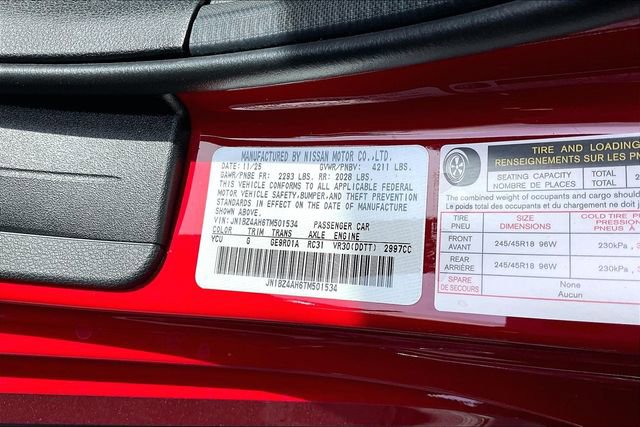 MANUFACTURED BY NISSAN MOTOR CO.,LTD.
DATE: 11/25 GVWR/PNBV: 4211 LBS.
GAWR/PNBE FR: 2293 LBS. RR: 2028 LBS.
THIS VEHICLE CONFORMS TO ALL APPLICABLE FEDERAL
MOTOR VEHICLE SAFETY,BUMPER,AND THEFT PREVENTION
STANDARDS IN EFFECT ON THE DATE OF MANUFACTURE
SHOWN ABOVE.
VIN: JN1BZ4AH6TM501534 PASSENGER CAR
COLOR TRIM TRANS AXLE ENGINE
YCU G GE9R01A RC31 VR30(DDTT) 2997CC
JN1BZ4AH6TM501534
TIRE AND LOADING
RENSEIGNEMENTS SUR LES PN
SEATING CAPACITY TOTAL 2
NOMBRE DE PLACES TOTAL
The combined weight of occupants and cargo should
Le poids total des occupants et du chargement ne doit j
TIRE SIZE COLD TIRE
PNEU DIMENSIONS PRESSION
PNEUS À
FRONT
AVANT 245/45R18 96W 230kPa,
REAR
ARRIÈRE 245/45R18 96W 230kPa,
SPARE None
DE SECOURS Aucun